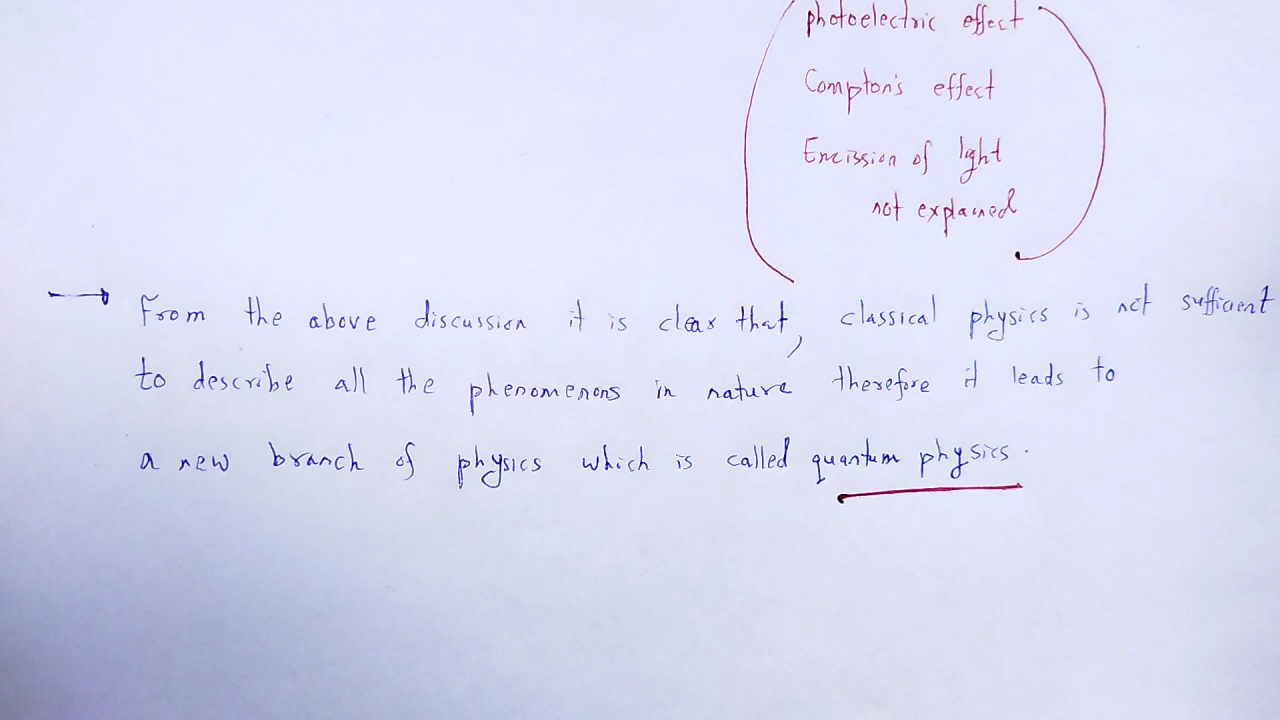 photoelectric effect
Compton's effect
Emission of light
not explained
→ From the above discussion it is clear that, classical physics is not sufficient
to describe all the phenomenons in nature therefore it leads to
a new branch of physics which is called quantum physics.